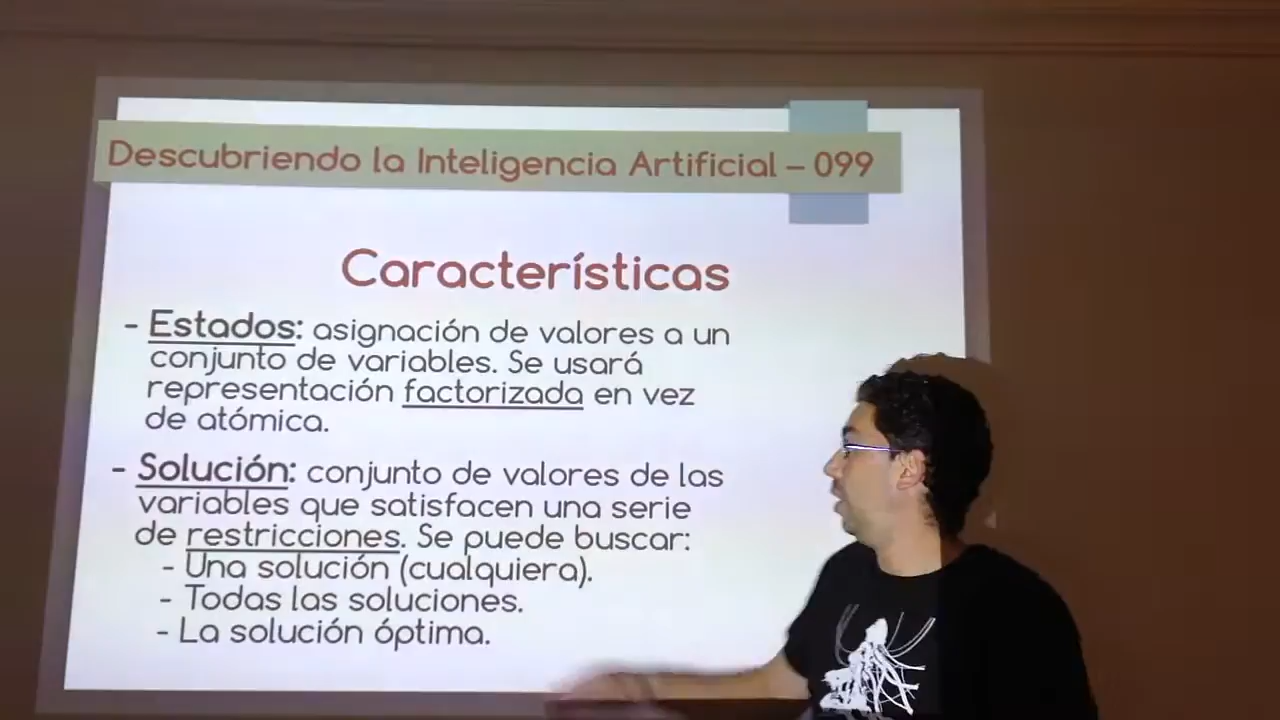 Descubriendo la Inteligencia Artificial – 099
Características
- Estados: asignación de valores a un
conjunto de variables. Se usará
representación factorizada en vez
de atómica.
- Solución: conjunto de valores de las
variables que satisfacen una serie
de restricciones. Se puede buscar:
- Una solución (cualquiera).
- Todas las soluciones.
- La solución óptima.